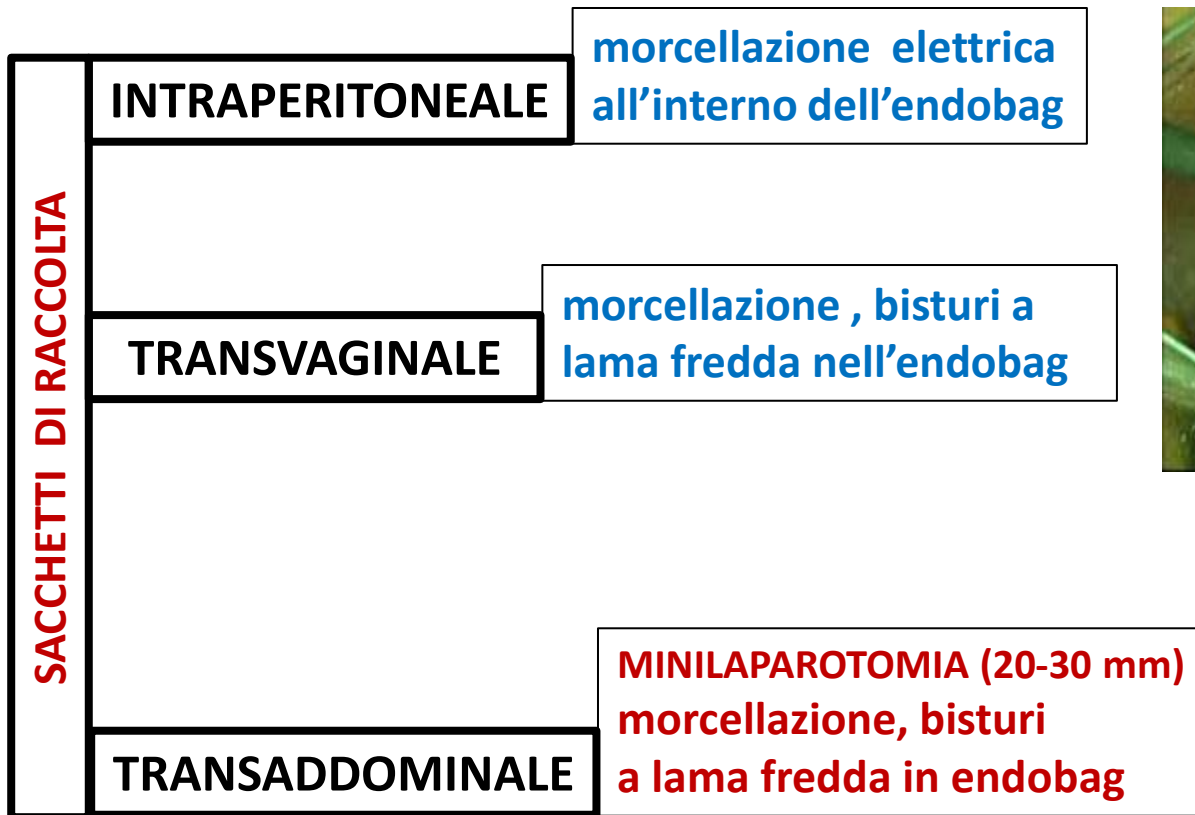 SACCHETTI DI RACCOLTA
INTRAPERITONEALE
morcellazione elettrica
all’interno dell’endobag
TRANSVAGINALE
morcellazione , bisturi a
lama fredda nell’endobag
TRANSADDOMINALE
MINILAPAROTOMIA (20-30 mm)
morcellazione, bisturi
a lama fredda in endobag